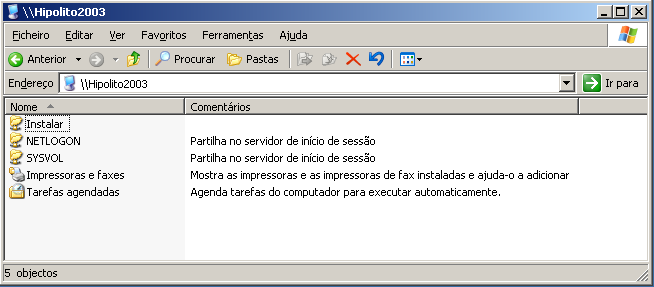 \\Hipolito2003
Ficheiro Editar Ver Favoritos Ferramentas Ajuda
Anterior Procurar Pastas
Endereço \\Hipolito2003 Ir para
Nome Comentários
Instalar
NETLOGON Partilha no servidor de início de sessão
SYSVOL Partilha no servidor de início de sessão
Impressoras e faxes Mostra as impressoras e as impressoras de fax instaladas e ajuda-o a adicionar
Tarefas agendadas Agenda tarefas do computador para executar automaticamente.
5 objectos